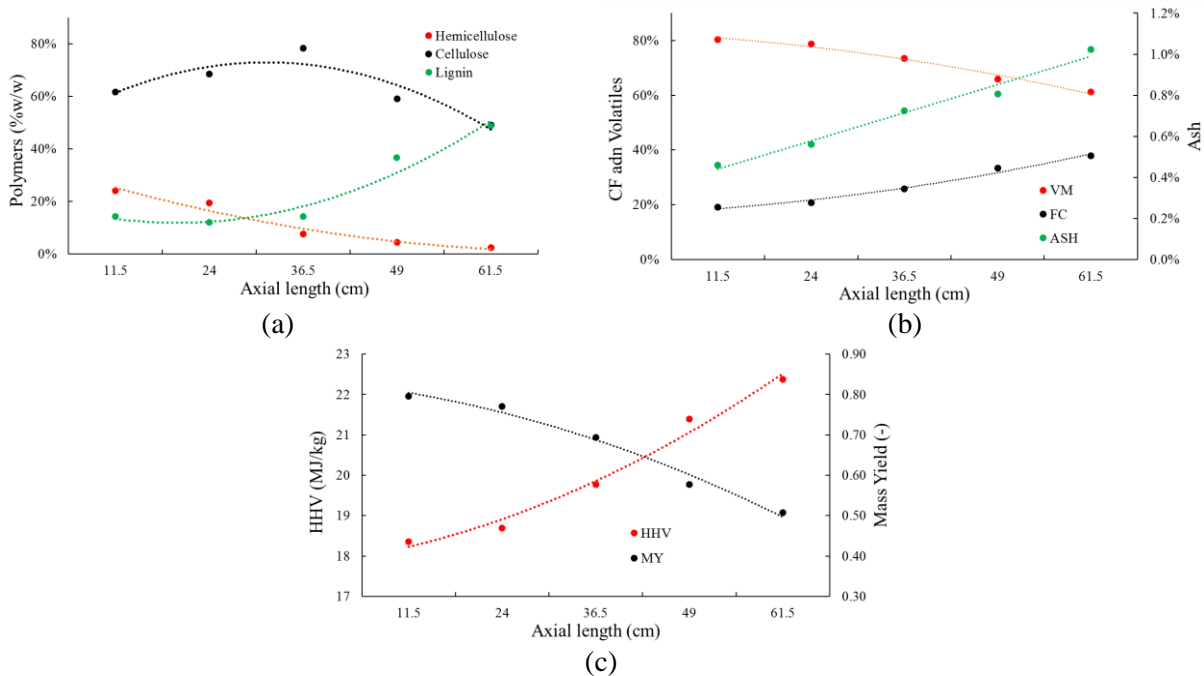 Polymers (%w/w)
80%
60%
40%
20%
0%
Hemicellulose
Cellulose
Lignin
11.5 24 36.5 49 61.5
Axial length (cm)
(a)
CF adn Volatiles
80%
60%
40%
20%
0%
1.2%
1.0%
0.8%
0.6%
0.4%
0.2%
0.0%
Ash
VM
FC
ASH
11.5 24 36.5 49 61.5
Axial length (cm)
(b)
HHV (MJ/kg)
23
22
21
20
19
18
17
0.90
0.80
0.70
0.60
0.50
0.40
0.30
Mass Yield (-)
HHV
MY
11.5 24 36.5 49 61.5
Axial length (cm)
(c)